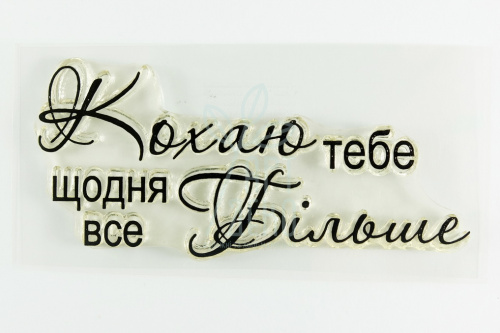 Кохаю тебе
щодня
все Більше